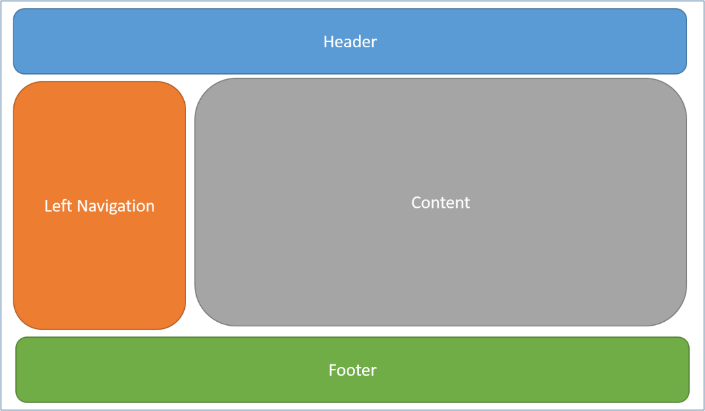 Header
Left Navigation
Content
Footer